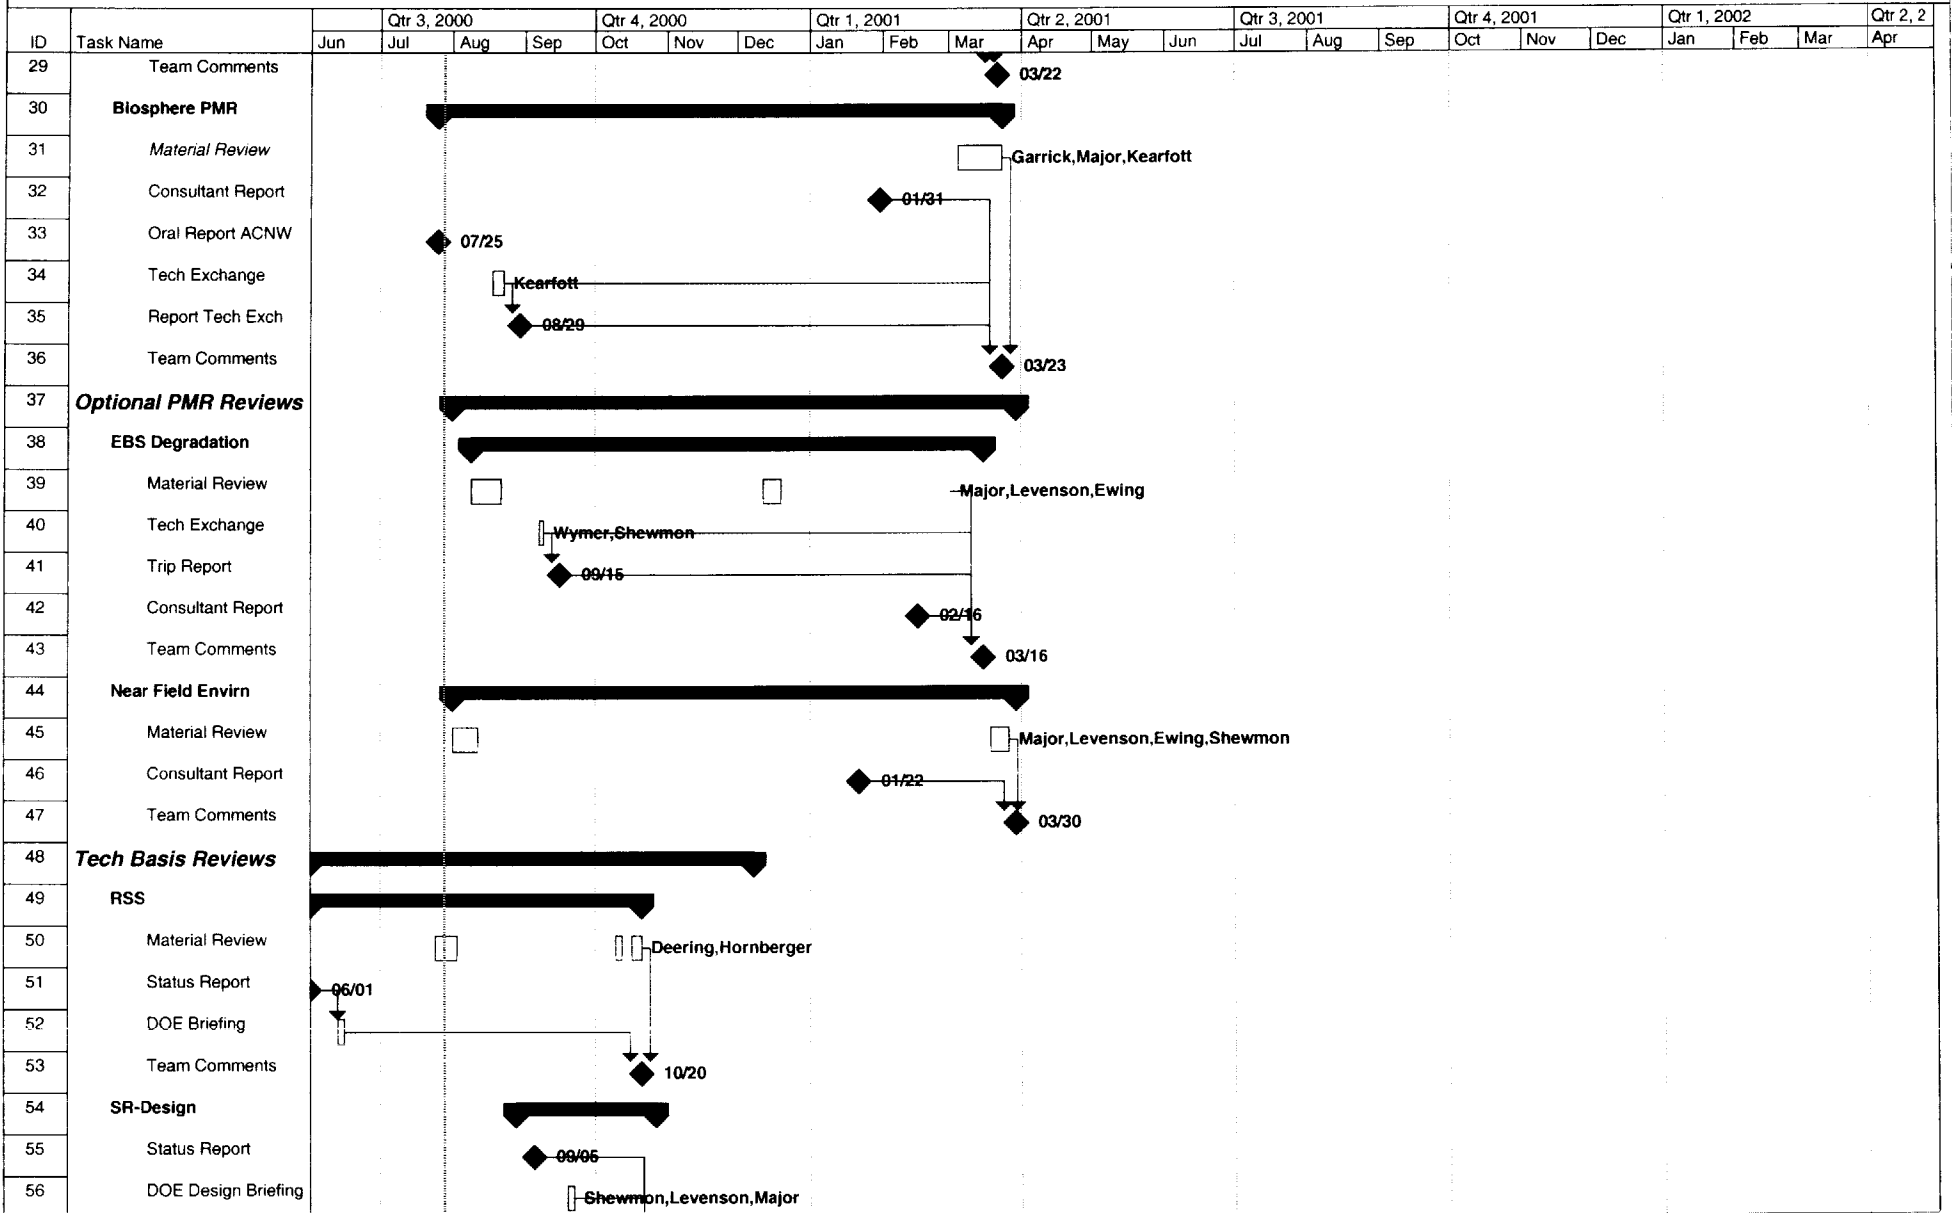 Qtr 3, 2000 Qtr 4, 2000 Qtr 1, 2001 Qtr 2, 2001 Qtr 3, 2001 Qtr 4, 2001 Qtr 1, 2002 Qtr 2, 2
ID Task Name Jun Jul Aug Sep Oct Nov Dec Jan Feb Mar Apr May Jun Jul Aug Sep Oct Nov Dec Jan Feb Mar Apr
29 Team Comments 03/22
30 Biosphere PMR
31 Material Review Garrick,Major,Kearfott
32 Consultant Report 01/31
33 Oral Report ACNW 07/25
34 Tech Exchange Kearfott
35 Report Tech Exch 08/29
36 Team Comments 03/23
37 Optional PMR Reviews
38 EBS Degradation
39 Material Review Major,Levenson,Ewing
40 Tech Exchange Wymer,Shewmon
41 Trip Report 09/15
42 Consultant Report 02/16
43 Team Comments 03/16
44 Near Field Envirn
45 Material Review Major,Levenson,Ewing,Shewmon
46 Consultant Report 01/22
47 Team Comments 03/30
48 Tech Basis Reviews
49 RSS
50 Material Review Deering,Hornberger
51 Status Report 06/01
52 DOE Briefing
53 Team Comments 10/20
54 SR-Design
55 Status Report 09/05
56 DOE Design Briefing Shewmon,Levenson,Major